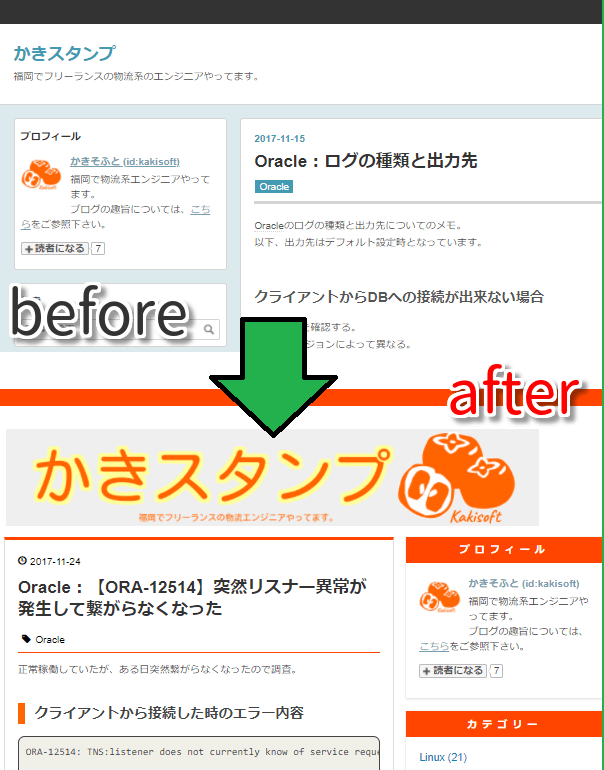 かきスタンプ
福岡でフリーランスの物流系のエンジニアやってます。
プロフィール
かきそふと (id:kakisoft)
福岡で物流系エンジニアやって
ます。
ブログの趣旨については、こち
らをご参照下さい。
+読者になる 7
2017-11-15
Oracle：ログの種類と出力先
Oracle
Oracleのログの種類と出力先についてのメモ。
以下、出力先はデフォルト設定時となっています。
クライアントからDBへの接続が出来ない場合
を確認する。
ジョンによって異なる。
before
after
かきスタンプ
福岡でフリーランスの物流エンジニアやってます。
Kakisoft
2017-11-24
Oracle：【ORA-12514】突然リスナー異常が
発生して繋がらなくなった
Oracle
正常稼働していたが、ある日突然繋がらなくなったので調査。
クライアントから接続した時のエラー内容
ORA-12514: TNS:listener does not currently know of service reque
プロフィール
かきそふと (id:kakisoft)
福岡で物流系エンジニアや
ってます。
ブログの趣旨については、
こちらをご参照下さい。
+読者になる 7
カテゴリー
Linux (21)